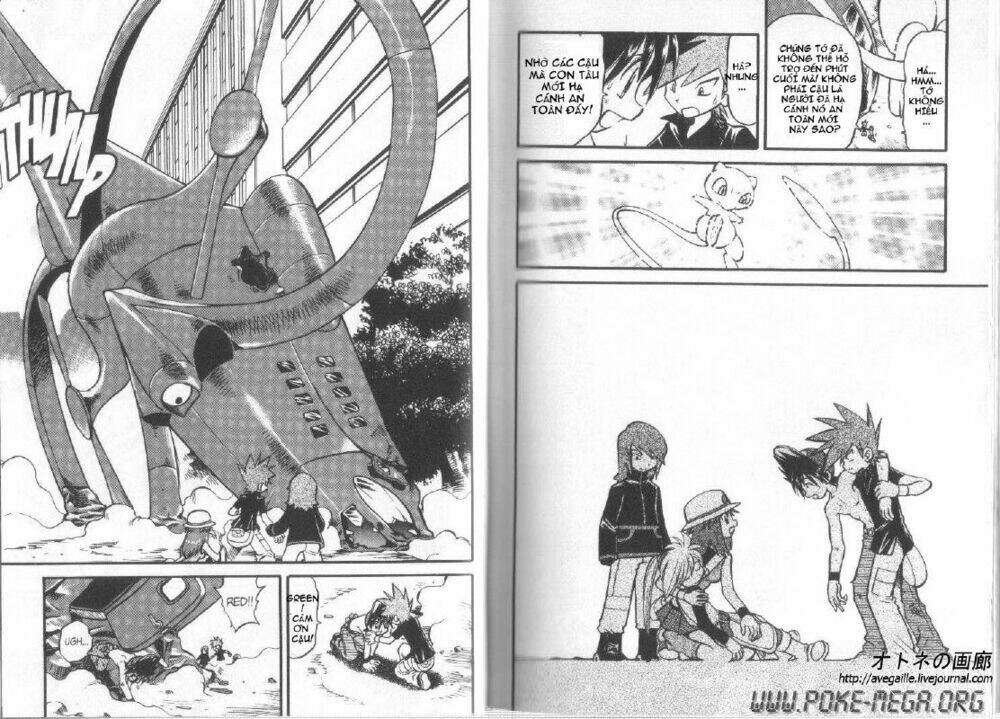 THUMP
UGH...
RED!!
GREEN
!
CẢM
ƠN
CẬU!
NHỜ CÁC CẬU
MÀ CON TÀU
MỚI HẠ
CÁNH AN
TOÀN ĐẤY!
HẢ?
NHƯNG
...
CHÚNG TỚ ĐÃ
KHÔNG THỂ HỖ
TRỢ ĐẾN PHÚT
CUỐI MÀ! KHÔNG
PHẢI CẬU LÀ
NGƯỜI ĐÃ HẠ
CÁNH NÓ AN
TOÀN MỚI
NÀY SAO?
HẢ...
HMM...
TỚ
KHÔNG
HIỂU
...
オトネの画廊
http://avegaille.livejournal.com
WWW.POKE-MEGA.ORG